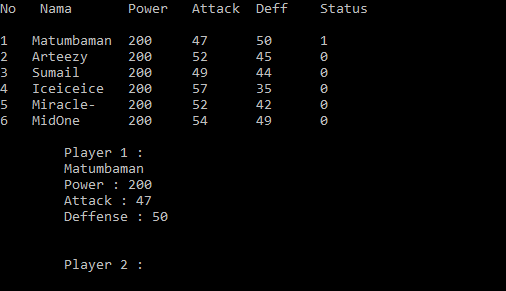 No Name Power Attack Deff Status
1 Matumbaman 200 47 50 1
2 Arteezy 200 52 45 0
3 Sumail 200 49 44 0
4 Iceiceice 200 57 35 0
5 Miracle- 200 52 42 0
6 MidOne 200 54 49 0
Player 1 :
Matumbaman
Power : 200
Attack : 47
Deffense : 50
Player 2 :